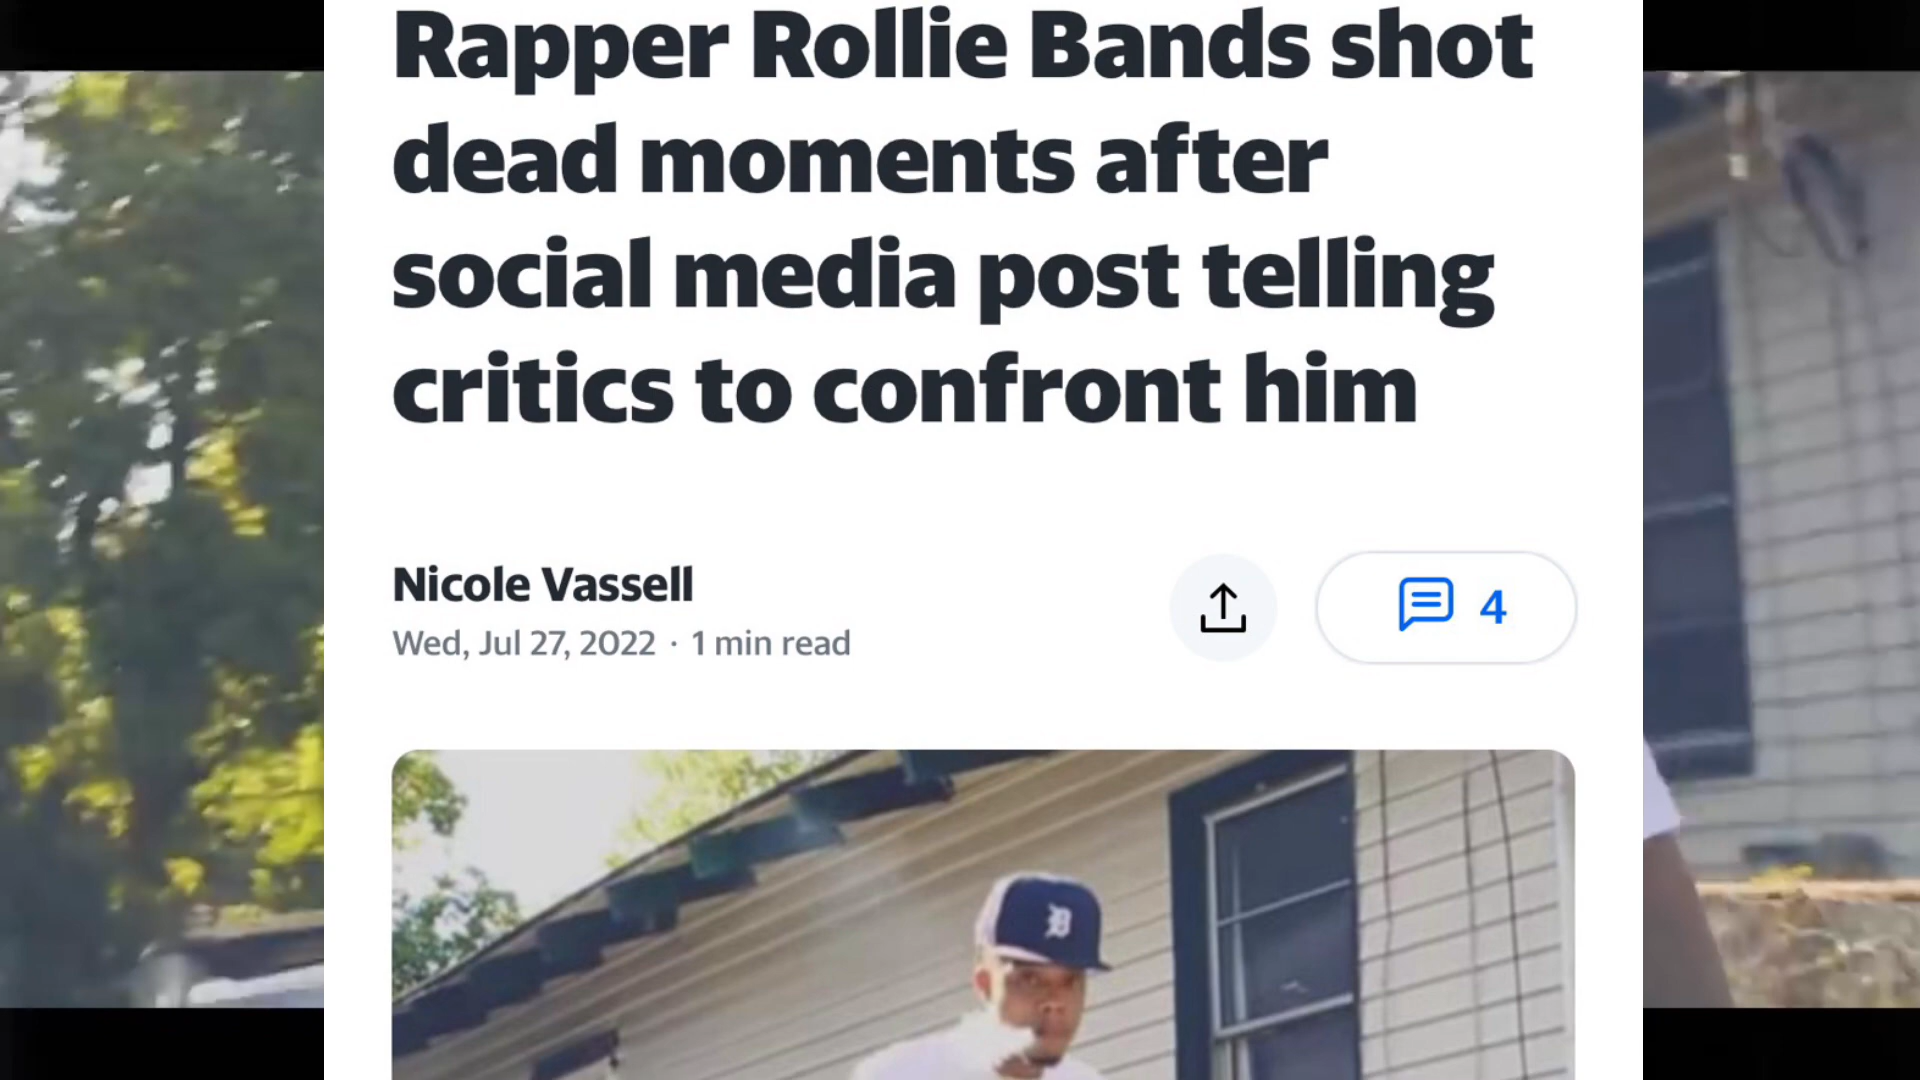 Rapper Rollie Bands shot
dead moments after
social media post telling
critics to confront him
Nicole Vassell
4
Wed, Jul 27, 2022 · 1 min read
D